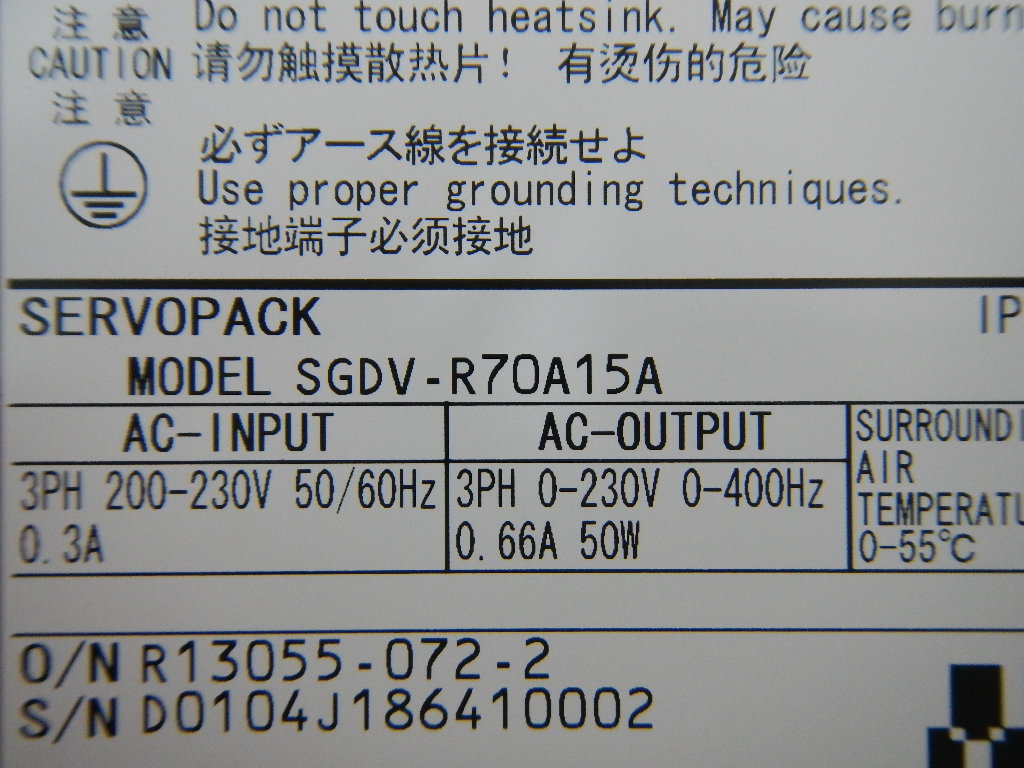 注 意 Do not touch heatsink. May cause burn
CAUTION 请勿触摸散热片! 有烫伤的危险
注 意
必ずアース線を接続せよ
Use proper grounding techniques.
接地端子必须接地
SERVOPACK IP
MODEL SGDV-R70A15A
AC-INPUT AC-OUTPUT SURROUNDI
AIR
3PH 200-230V 50/60Hz 3PH 0-230V 0-400Hz TEMPERATU
0.3A 0.66A 50W 0-55℃
O/N R13055-072-2
S/N D0104J186410002